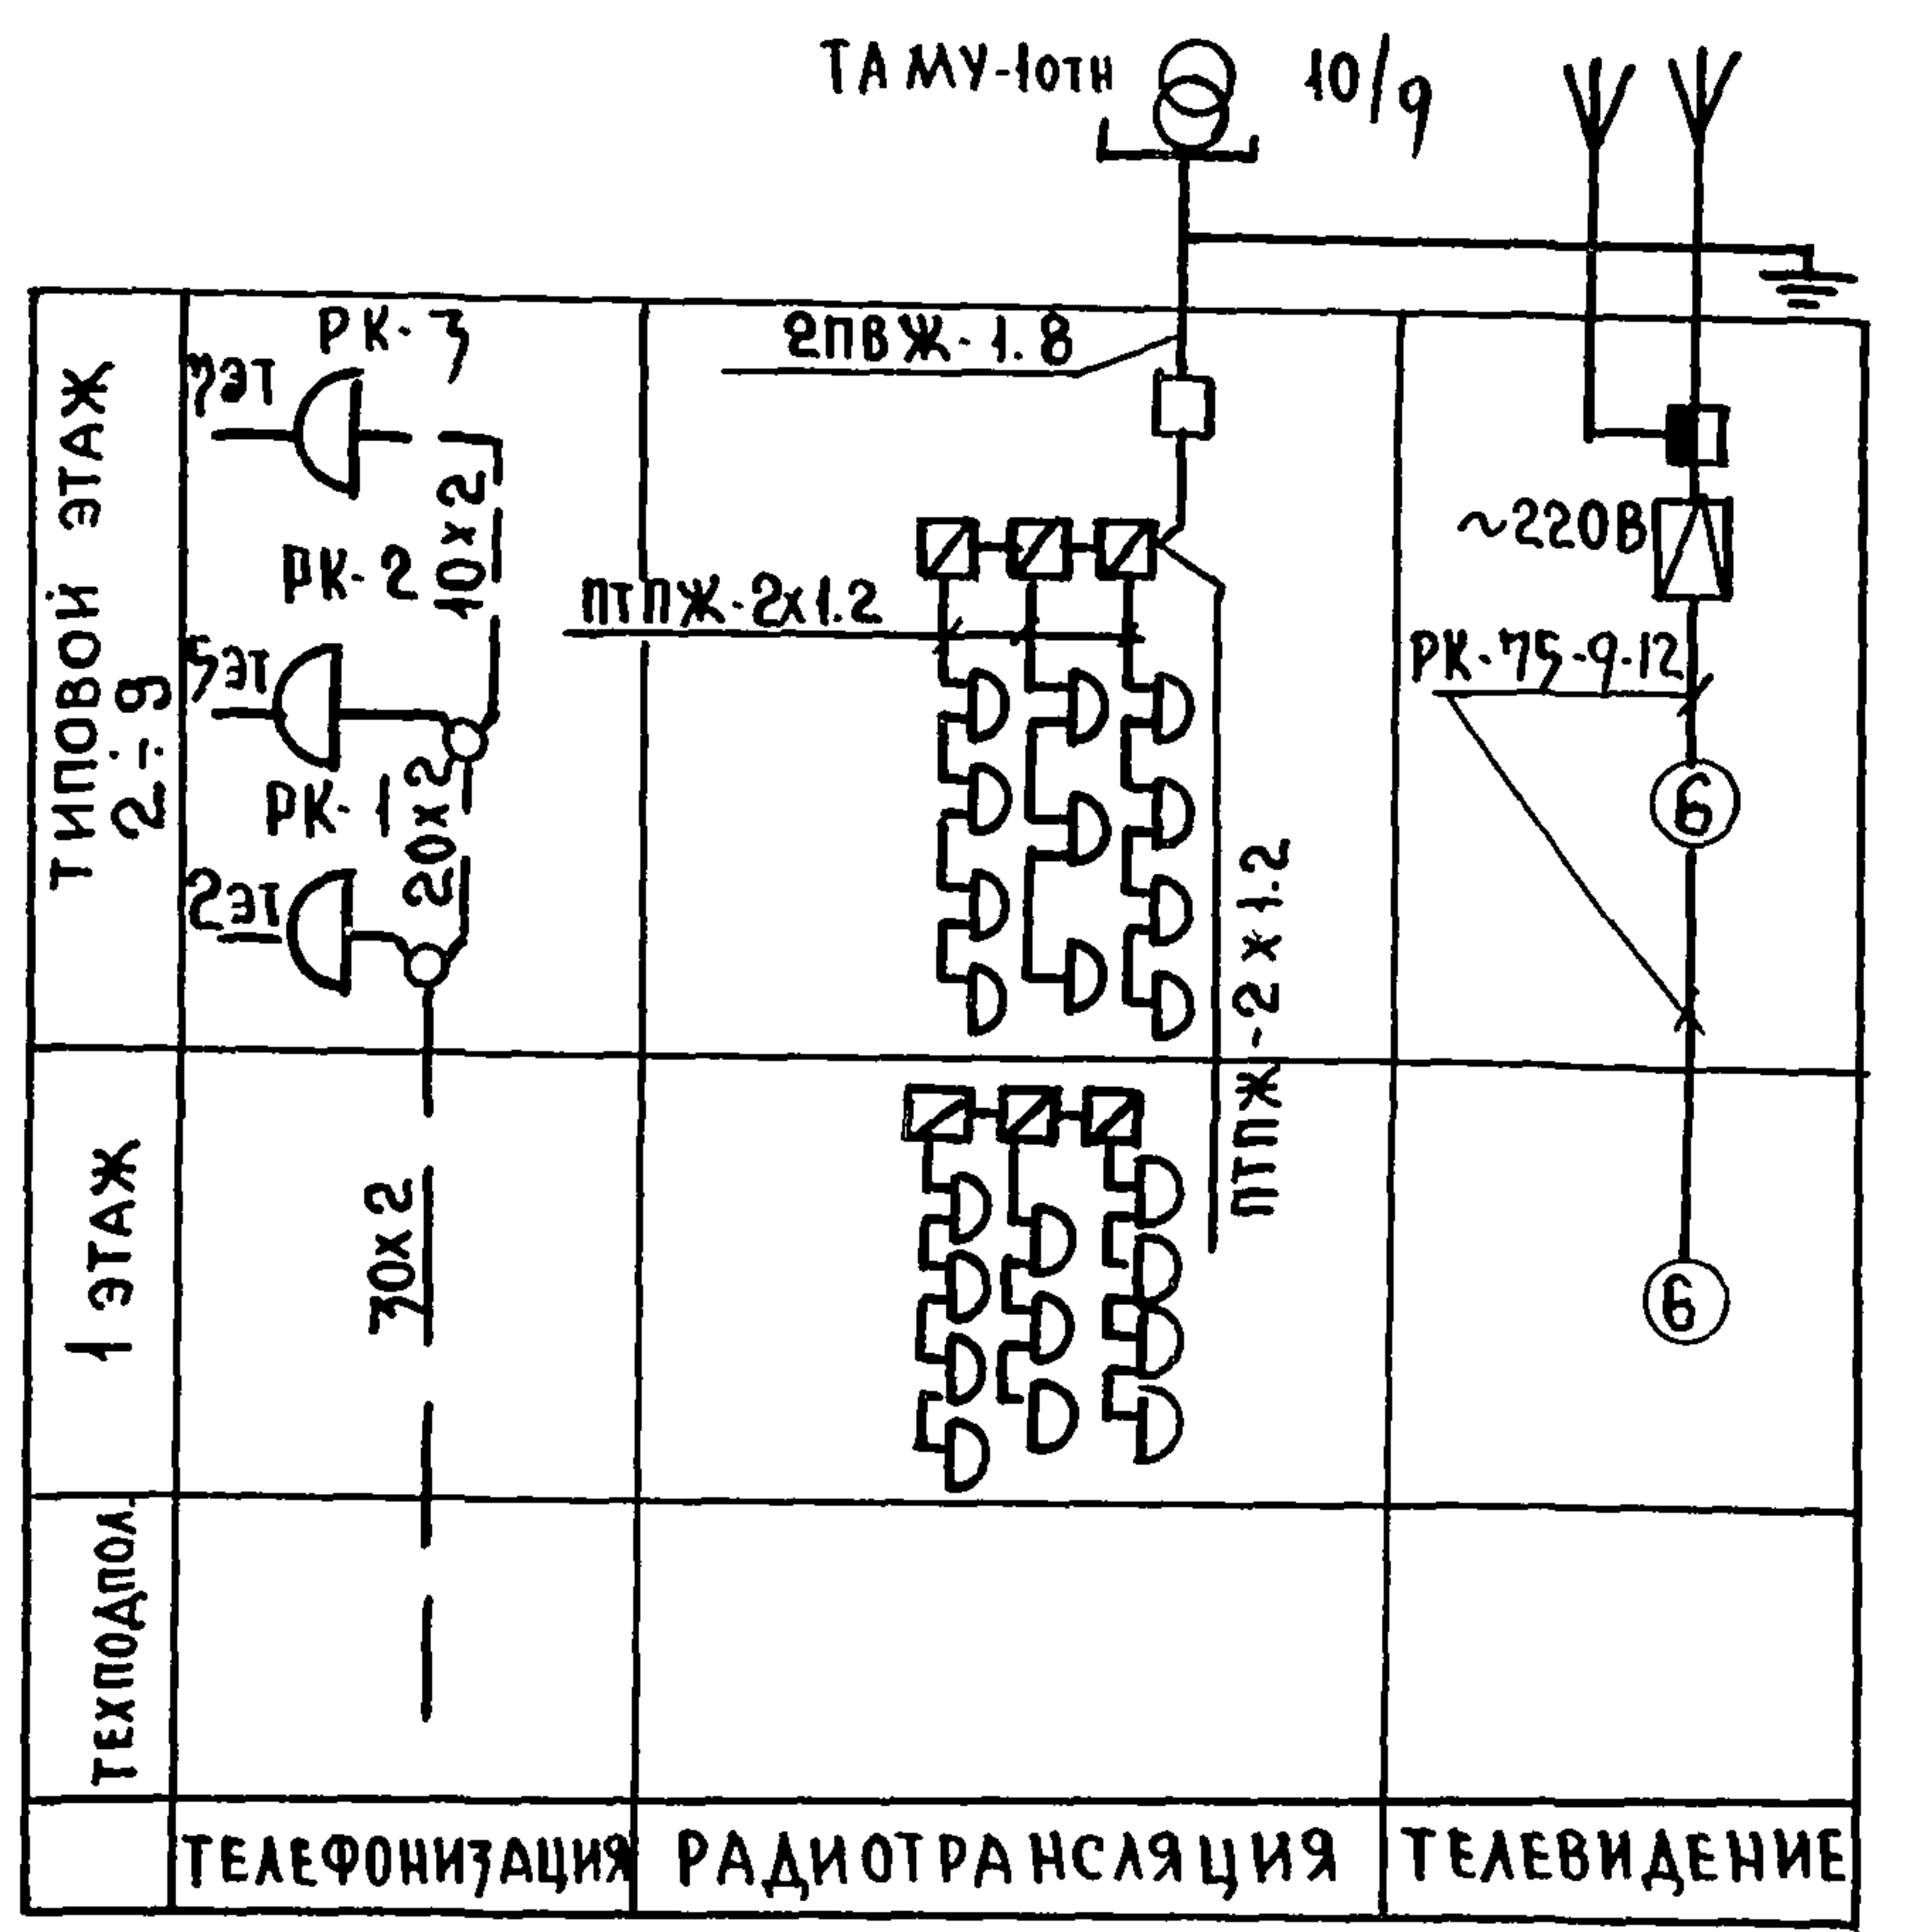 ТАМУ-10ТН
10/9
ТИПОВОЙ ЭТАЖ
2÷9
РК-3
7ЭТ
10х2
РК-2
5ЭТ
20х2
РК-1
2ЭТ
2ПВЖ-1.8
ПТПЖ-2х1.2
ПТПЖ-2х1.2
~220В
РК-75-9-12
6
1 ЭТАЖ
30х2
6
ТЕХПОДПОЛ.
ТЕЛЕФОНИЗАЦИЯ
РАДИОТРАНСЛЯЦИЯ
ТЕЛЕВИДЕНИЕ